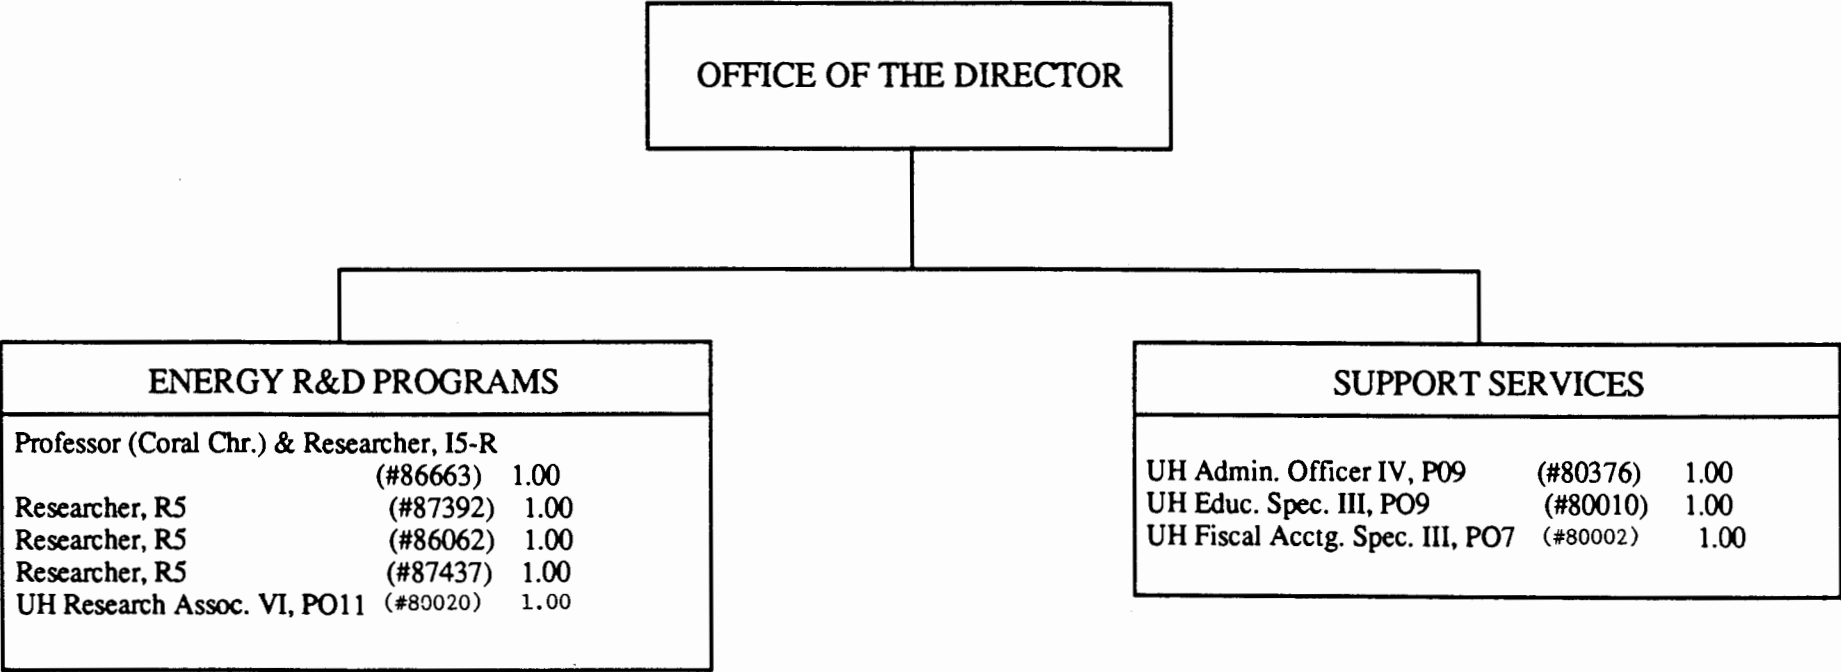 OFFICE OF THE DIRECTOR
ENERGY R&D PROGRAMS
Professor (Coral Chr.) & Researcher, I5-R
(#86663) 1.00
Researcher, R5 (#87392) 1.00
Researcher, R5 (#86062) 1.00
Researcher, R5 (#87437) 1.00
UH Research Assoc. VI, PO11 (#80020) 1.00
SUPPORT SERVICES
UH Admin. Officer IV, P09 (#80376) 1.00
UH Educ. Spec. III, PO9 (#80010) 1.00
UH Fiscal Acctg. Spec. III, PO7 (#80002) 1.00